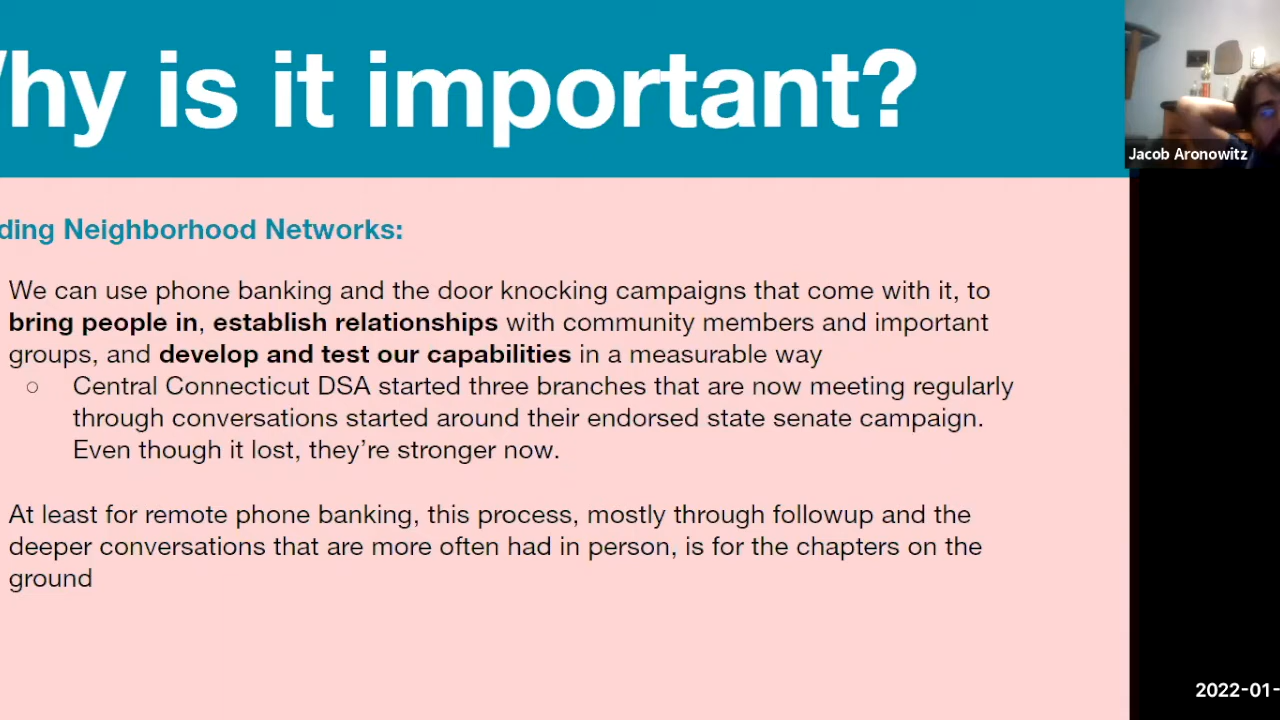 hy is it important?
Jacob Aronowitz
ding Neighborhood Networks:
We can use phone banking and the door knocking campaigns that come with it, to
bring people in, establish relationships with community members and important
groups, and develop and test our capabilities in a measurable way
○ Central Connecticut DSA started three branches that are now meeting regularly
through conversations started around their endorsed state senate campaign.
Even though it lost, they’re stronger now.
At least for remote phone banking, this process, mostly through followup and the
deeper conversations that are more often had in person, is for the chapters on the
ground
2022-01-